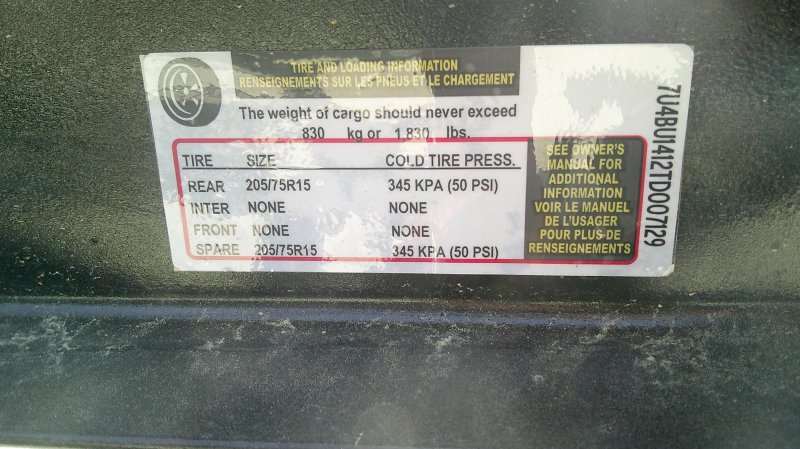 TIRE AND LOADING INFORMATION
RENSEIGNEMENTS SUR LES PNEUS ET LE CHARGEMENT
The weight of cargo should never exceed
830 kg or 1,830 lbs.
TIRE SIZE COLD TIRE PRESS.
REAR 205/75R15 345 KPA (50 PSI)
INTER NONE NONE
FRONT NONE NONE
SPARE 205/75R15 345 KPA (50 PSI)
SEE OWNER'S
MANUAL FOR
ADDITIONAL
INFORMATION
VOIR LE MANUEL
DE L'USAGER
POUR PLUS DE
RENSEIGNEMENTS
7U4BU1412TD007129